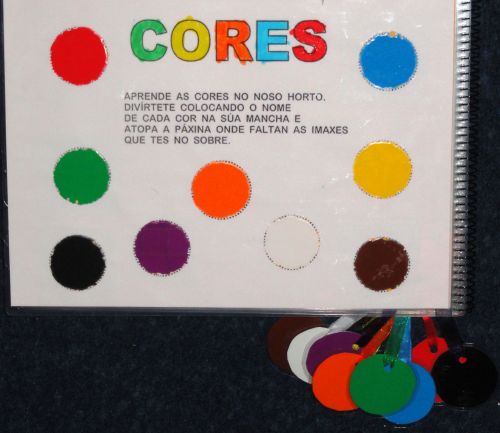 CORES
APRENDE AS CORES NO NOSO HORTO.
DIVÍRTETE COLOCANDO O NOME
DE CADA COR NA SÚA MANCHA E
ATOPA A PÁXINA ONDE FALTAN AS IMAXES
QUE TES NO SOBRE.